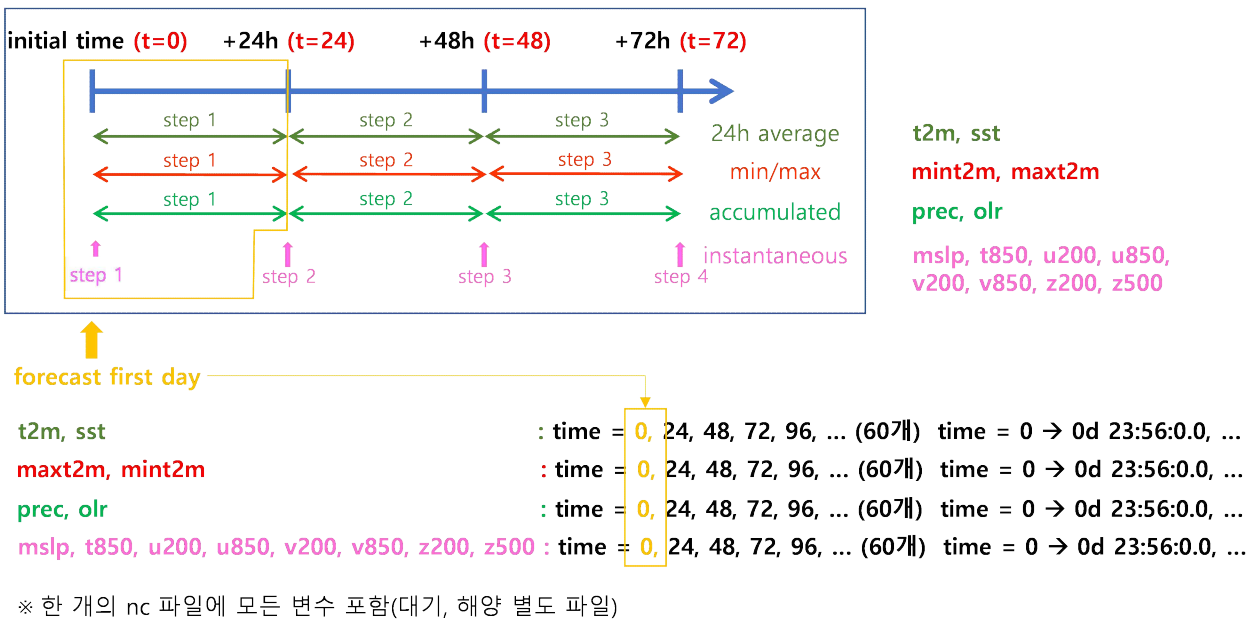 initial time (t=0) +24h (t=24) +48h (t=48) +72h (t=72)
step 1 step 2 step 3 24h average t2m, sst
step 1 step 2 step 3 min/max mint2m, maxt2m
step 1 step 2 step 3 accumulated prec, olr
step 1 step 2 step 3 step 4 instantaneous mslp, t850, u200, u850,
v200, v850, z200, z500
forecast first day
t2m, sst : time = 0, 24, 48, 72, 96, ... (60개) time = 0 → 0d 23:56:0.0, ...
maxt2m, mint2m : time = 0, 24, 48, 72, 96, ... (60개) time = 0 → 0d 23:56:0.0, ...
prec, olr : time = 0, 24, 48, 72, 96, ... (60개) time = 0 → 0d 23:56:0.0, ...
mslp, t850, u200, u850, v200, v850, z200, z500 : time = 0, 24, 48, 72, 96, ... (60개) time = 0 → 0d 23:56:0.0, ...
※ 한 개의 nc 파일에 모든 변수 포함(대기, 해양 별도 파일)